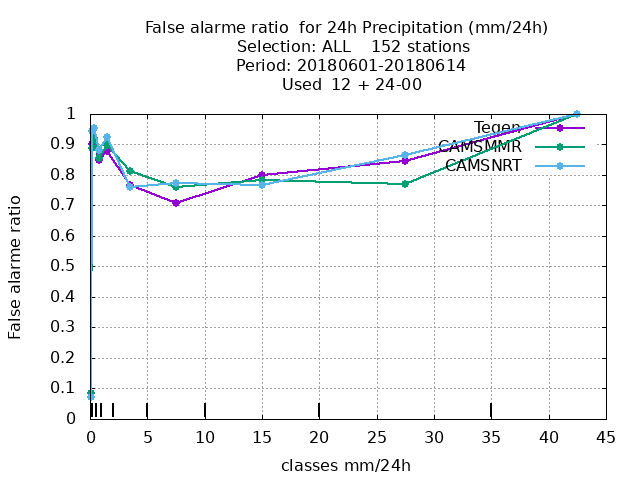 False alarme ratio  for 24h Precipitation (mm/24h)
Selection: ALL    152 stations
Period: 20180601-20180614
Used  12 + 24-00
Tegen
CAMSMMR
CAMSNRT
1
0.9
0.8
0.7
0.6
0.5
0.4
0.3
0.2
0.1
0
False alarme ratio
0 5 10 15 20 25 30 35 40 45
classes mm/24h